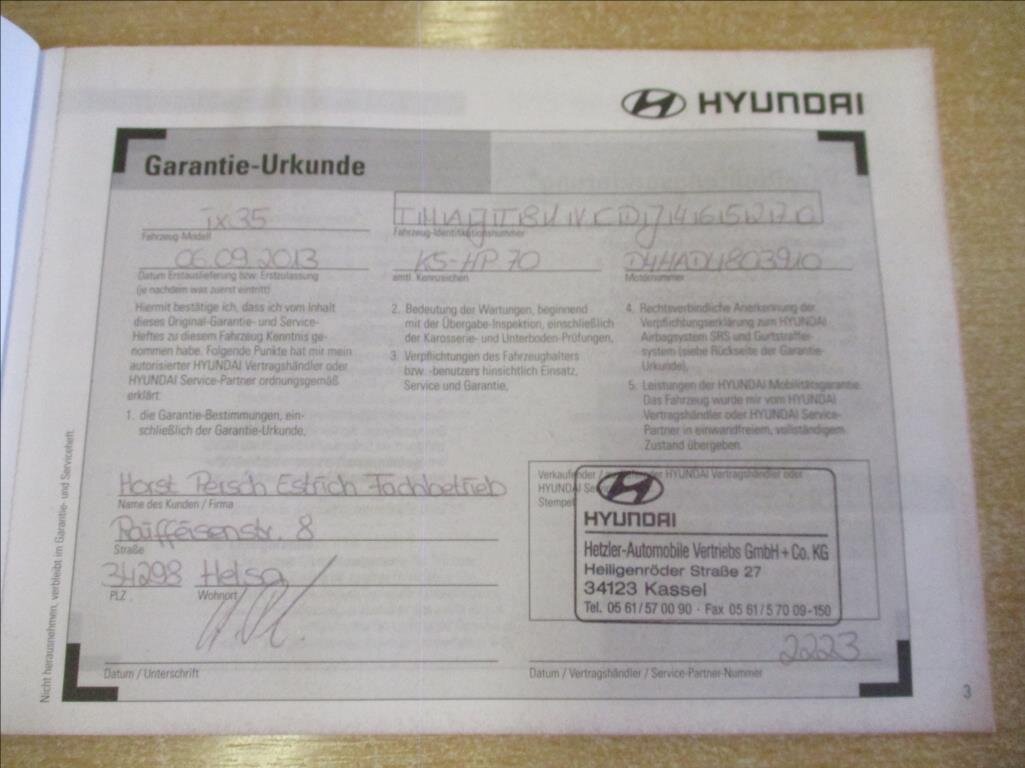 HYUNDAI
Garantie-Urkunde
ix35
Fahrzeug-Modell
Fahrzeug-Identifikationsnummer
06.09.2013
Datum Erstauslieferung bzw. Erstzulassung
(je nachdem was zuerst eintritt)
KS-HP 70
amtl. Kennzeichen
D4HADU803910
Motornummer
Hiermit bestätige ich, dass ich vom Inhalt
dieses Original-Garantie- und Service-
Heftes zu diesem Fahrzeug Kenntnis ge-
nommen habe. Folgende Punkte hat mir mein
autorisierter HYUNDAI Vertragshändler oder
HYUNDAI Service-Partner ordnungsgemäß
erklärt:
1. die Garantie-Bestimmungen, ein-
schließlich der Garantie-Urkunde,
2. Bedeutung der Wartungen, beginnend
mit der Übergabe-Inspektion, einschließlich
der Karosserie- und Unterboden-Prüfungen,
3. Verpflichtungen des Fahrzeughalters
bzw. -benutzers hinsichtlich Einsatz,
Service und Garantie,
4. Rechtsverbindliche Anerkennung der
Verpflichtungserklärung zum HYUNDAI
Airbagsystem SRS und Gurtstraffer-
system (siehe Rückseite der Garantie-
Urkunde).
5. Leistungen der HYUNDAI Mobilitätsgarantie.
Das Fahrzeug wurde mir vom HYUNDAI
Vertragshändler oder HYUNDAI Service-
Partner in einwandfreiem, vollständigem
Zustand übergeben.
Horst Persch Estrich Fachbetrieb
Name des Kunden / Firma
Raiffeisenstr. 8
Straße
34298 Helsa
PLZ Wohnort
Datum / Unterschrift
Verkaufender / HYUNDAI Vertragshändler oder
HYUNDAI
Stempel
HYUNDAI
Hetzler-Automobile Vertriebs GmbH + Co. KG
Heiligenröder Straße 27
34123 Kassel
Tel. 05 61/57 00 90 · Fax 05 61/5 70 09-150
2223
Datum / Vertragshändler / Service-Partner-Nummer
Nicht herausnehmen, verbleibt im Garantie- und Serviceheft.
3